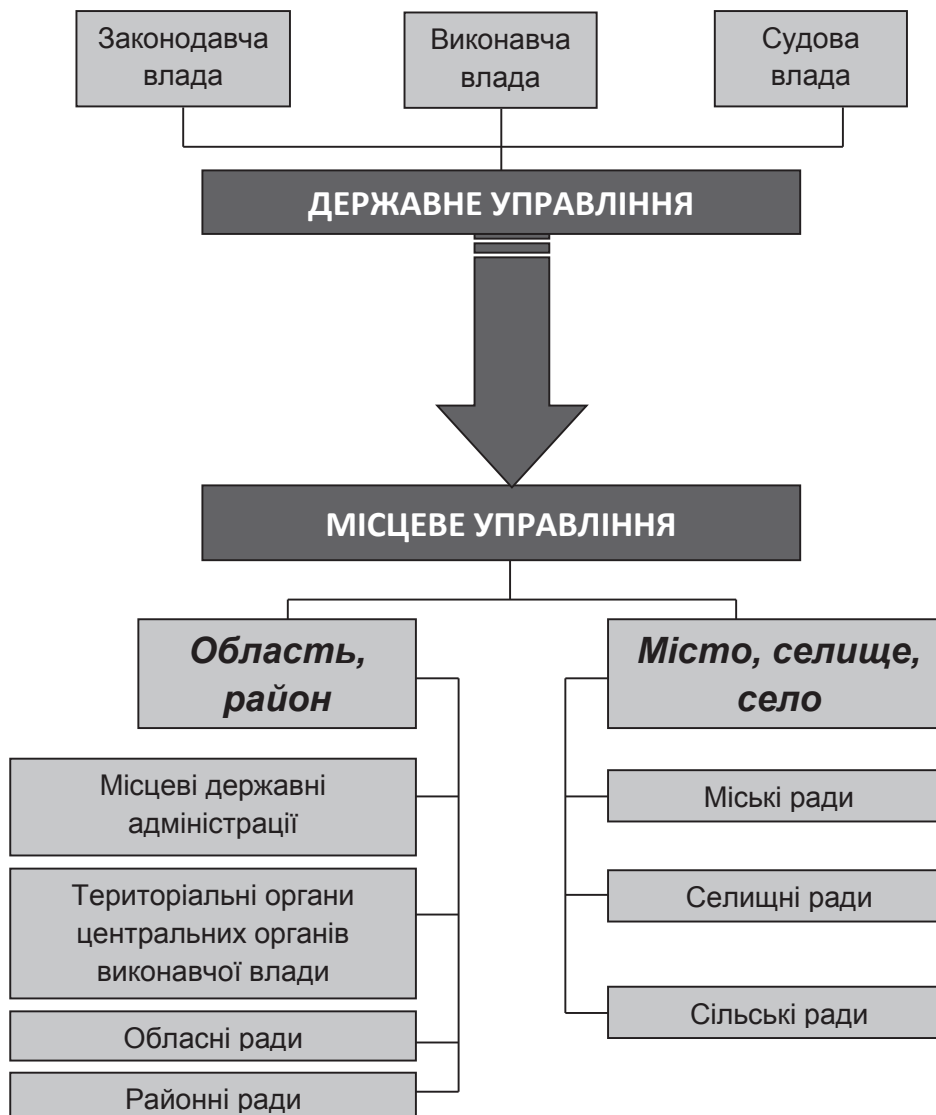 Законодавча
влада
Виконавча
влада
Судова
влада
ДЕРЖАВНЕ УПРАВЛІННЯ
МІСЦЕВЕ УПРАВЛІННЯ
Область,
район
Місцеві державні
адміністрації
Територіальні органи
центральних органів
виконавчої влади
Обласні ради
Районні ради
Місто, селище,
село
Міські ради
Селищні ради
Сільські ради